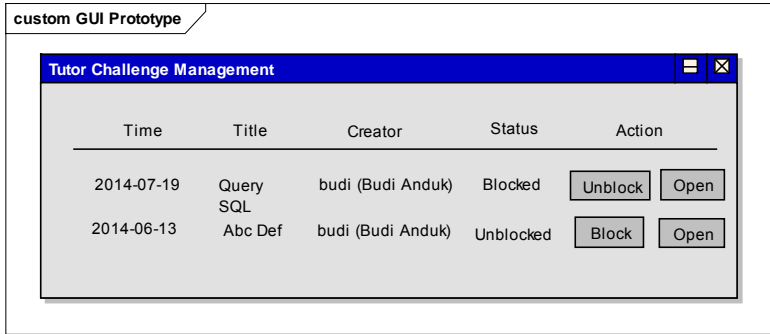 custom GUI Prototype
Tutor Challenge Management
Time Title Creator Status Action
2014-07-19 Query SQL budi (Budi Anduk) Blocked Unblock Open
2014-06-13 Abc Def budi (Budi Anduk) Unblocked Block Open